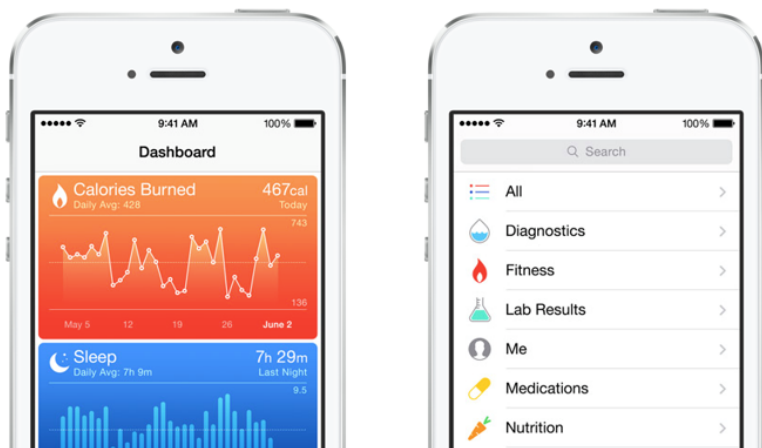 9:41 AM
100%
Dashboard
Calories Burned
467cal
Daily Avg: 428
Today
743
136
May 5
12
19
26
June 2
Sleep
7h 29m
Daily Avg: 7h 9m
Last Night
9.5
9:41 AM
100%
Search
All
Diagnostics
Fitness
Lab Results
Me
Medications
Nutrition